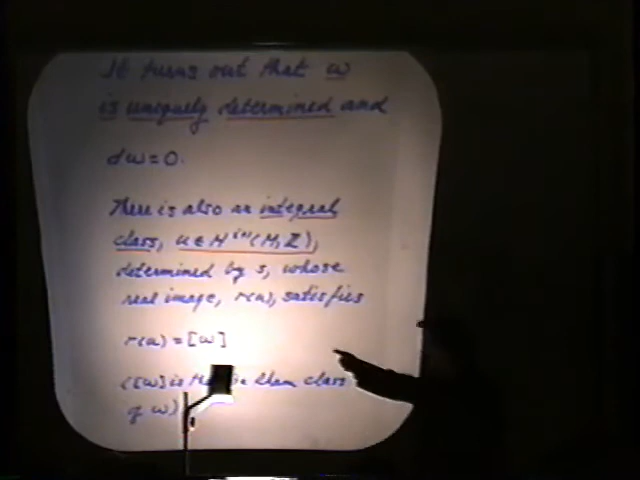 It turns out that ω
is uniquely determined and
dω = 0.
There is also an integral
class, u ∈ H^{k+1}(M, Z),
determined by s, whose
real image, r(u), satisfies
r(u) = [ω]
([ω] is the de Rham class
of ω)